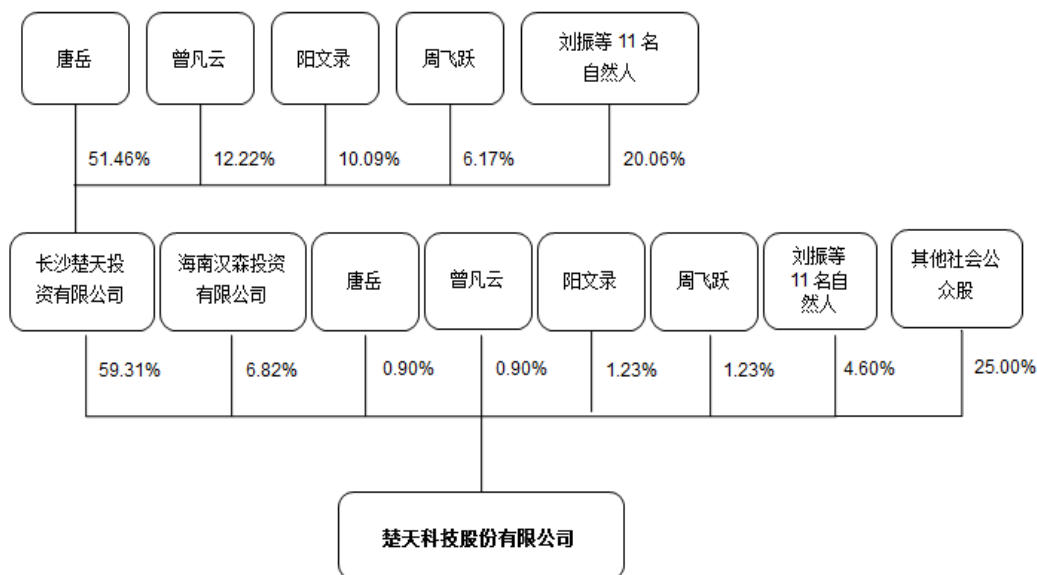 唐岳
曾凡云
阳文录
周飞跃
刘振等 11 名
自然人
51.46%
12.22%
10.09%
6.17%
20.06%
长沙楚天投
资有限公司
海南汉森投资
有限公司
唐岳
曾凡云
阳文录
周飞跃
刘振等
11 名自
然人
其他社会公
众股
59.31%
6.82%
0.90%
0.90%
1.23%
1.23%
4.60%
25.00%
楚天科技股份有限公司